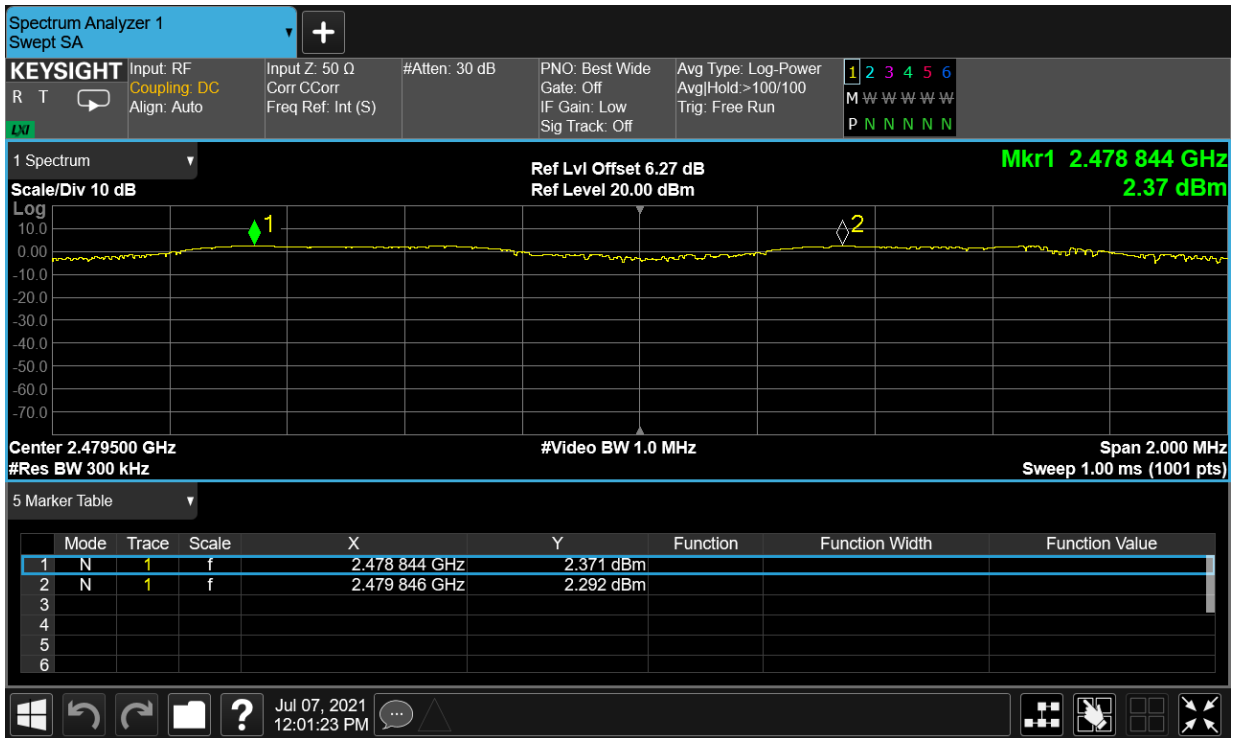 Spectrum Analyzer 1
Swept SA
KEYSIGHT
R T
LXI
Input: RF
Coupling: DC
Align: Auto
Input Z: 50 Ω
Corr CCorr
Freq Ref: Int (S)
#Atten: 30 dB
PNO: Best Wide
Gate: Off
IF Gain: Low
Sig Track: Off
Avg Type: Log-Power
Avg|Hold:>100/100
Trig: Free Run
1 2 3 4 5 6
M W W W W W
P N N N N N
1 Spectrum
Scale/Div 10 dB
Ref Lvl Offset 6.27 dB
Ref Level 20.00 dBm
Mkr1 2.478 844 GHz
2.37 dBm
Log
10.0
0.00
-10.0
-20.0
-30.0
-40.0
-50.0
-60.0
-70.0
1
2
Center 2.479500 GHz
#Res BW 300 kHz
#Video BW 1.0 MHz
Span 2.000 MHz
Sweep 1.00 ms (1001 pts)
5 Marker Table
Mode Trace Scale X Y Function Function Width Function Value
1 N 1 f 2.478 844 GHz 2.371 dBm
2 N 1 f 2.479 846 GHz 2.292 dBm
3
4
5
6
?
Jul 07, 2021
12:01:23 PM